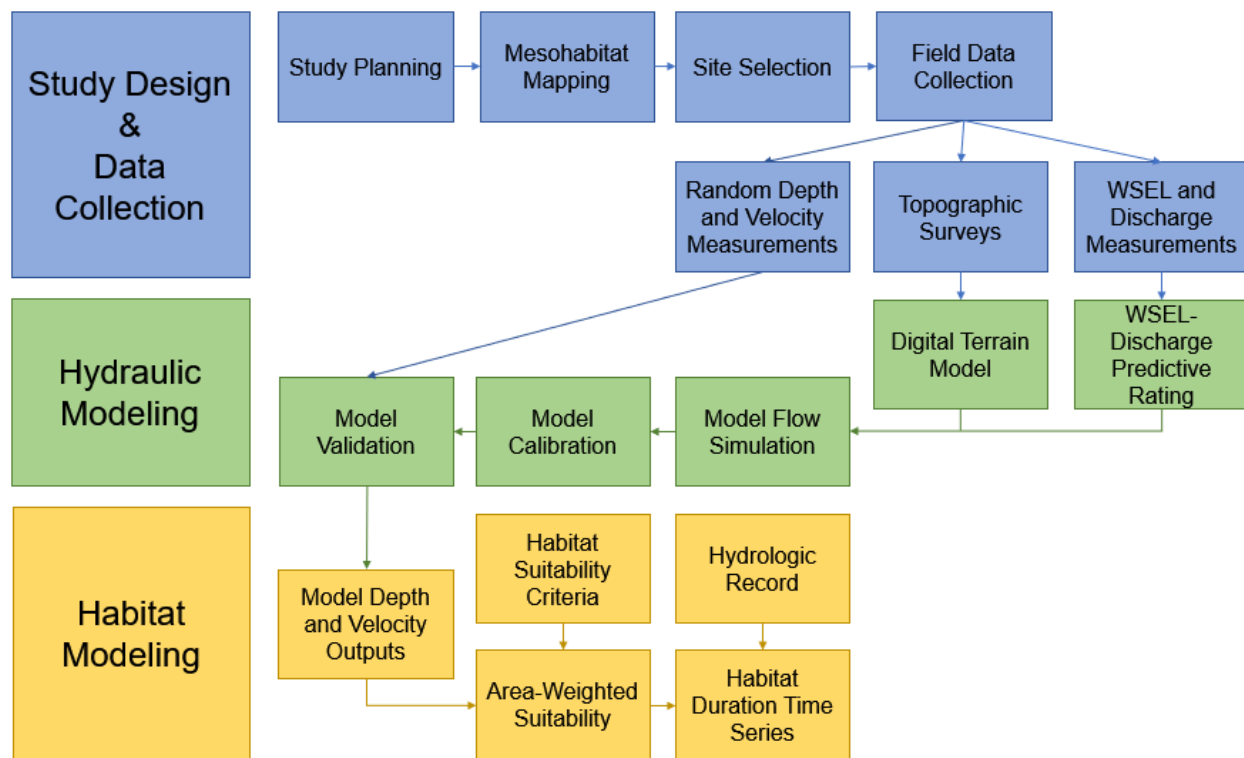 Study Design
&
Data
Collection
Study Planning
Mesohabitat
Mapping
Site Selection
Field Data
Collection
Random Depth
and Velocity
Measurements
Topographic
Surveys
WSEL and
Discharge
Measurements
Hydraulic
Modeling
Digital Terrain
Model
WSEL-
Discharge
Predictive
Rating
Model
Validation
Model
Calibration
Model Flow
Simulation
Habitat
Modeling
Model Depth
and Velocity
Outputs
Habitat
Suitability
Criteria
Hydrologic
Record
Area-Weighted
Suitability
Habitat
Duration Time
Series